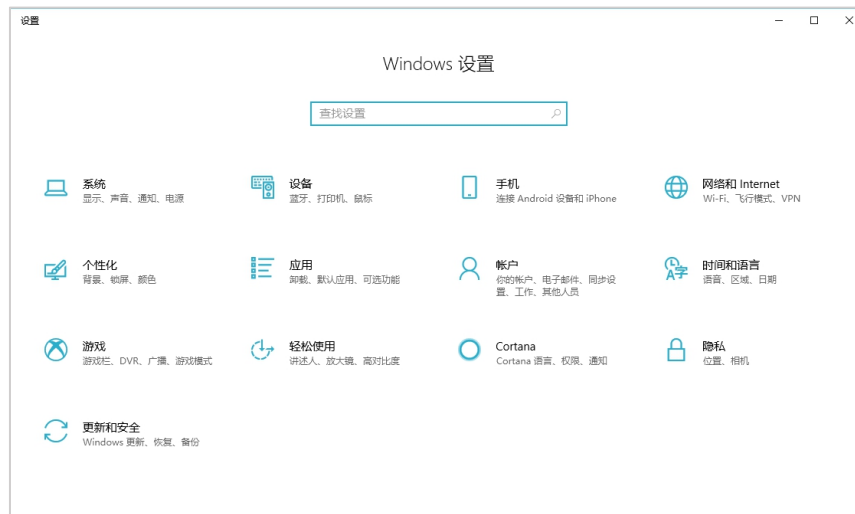 设置
Windows 设置
查找设置
系统
显示、声音、通知、电源
设备
蓝牙、打印机、鼠标
手机
连接 Android 设备和 iPhone
网络和 Internet
Wi-Fi、飞行模式、VPN
个性化
背景、锁屏、颜色
应用
卸载、默认应用、可选功能
帐户
你的帐户、电子邮件、同步设
置、工作、其他人员
时间和语言
语音、区域、日期
游戏
游戏栏、DVR、广播、游戏模式
轻松使用
讲述人、放大镜、高对比度
Cortana
Cortana 语言、权限、通知
隐私
位置、相机
更新和安全
Windows 更新、恢复、备份